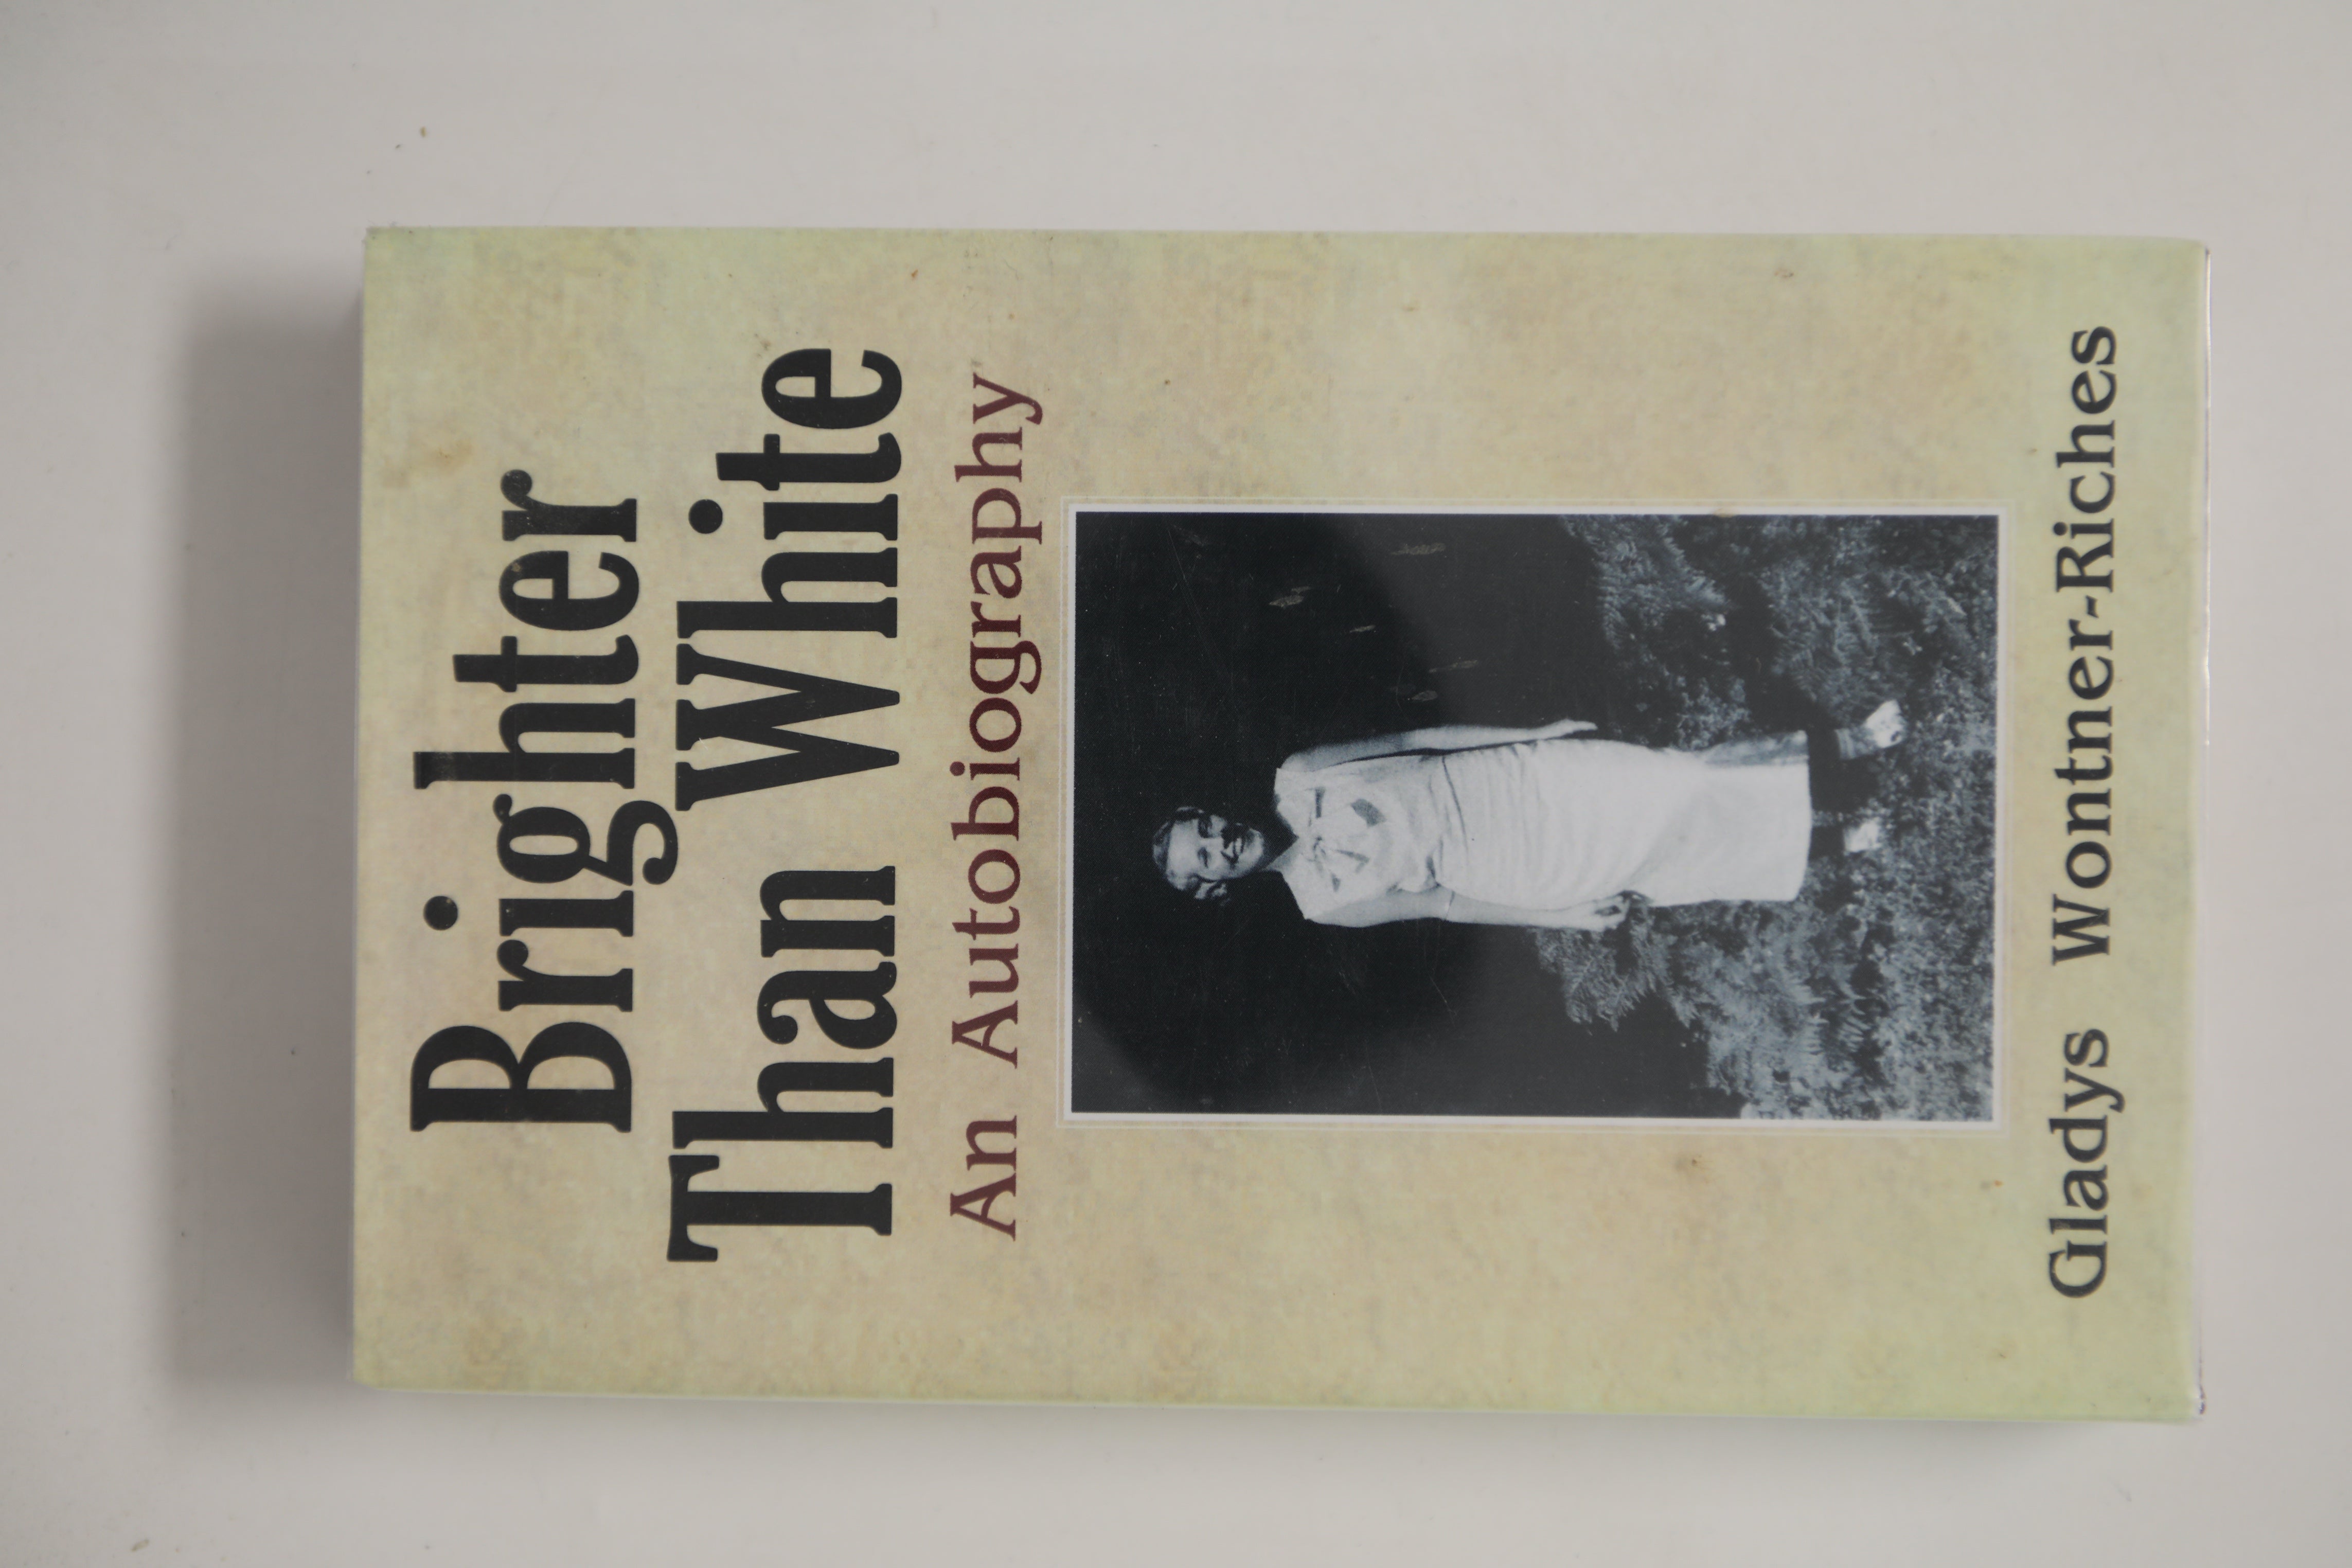 Brighter
Than White
An Autobiography
Gladys Wontner-Riches